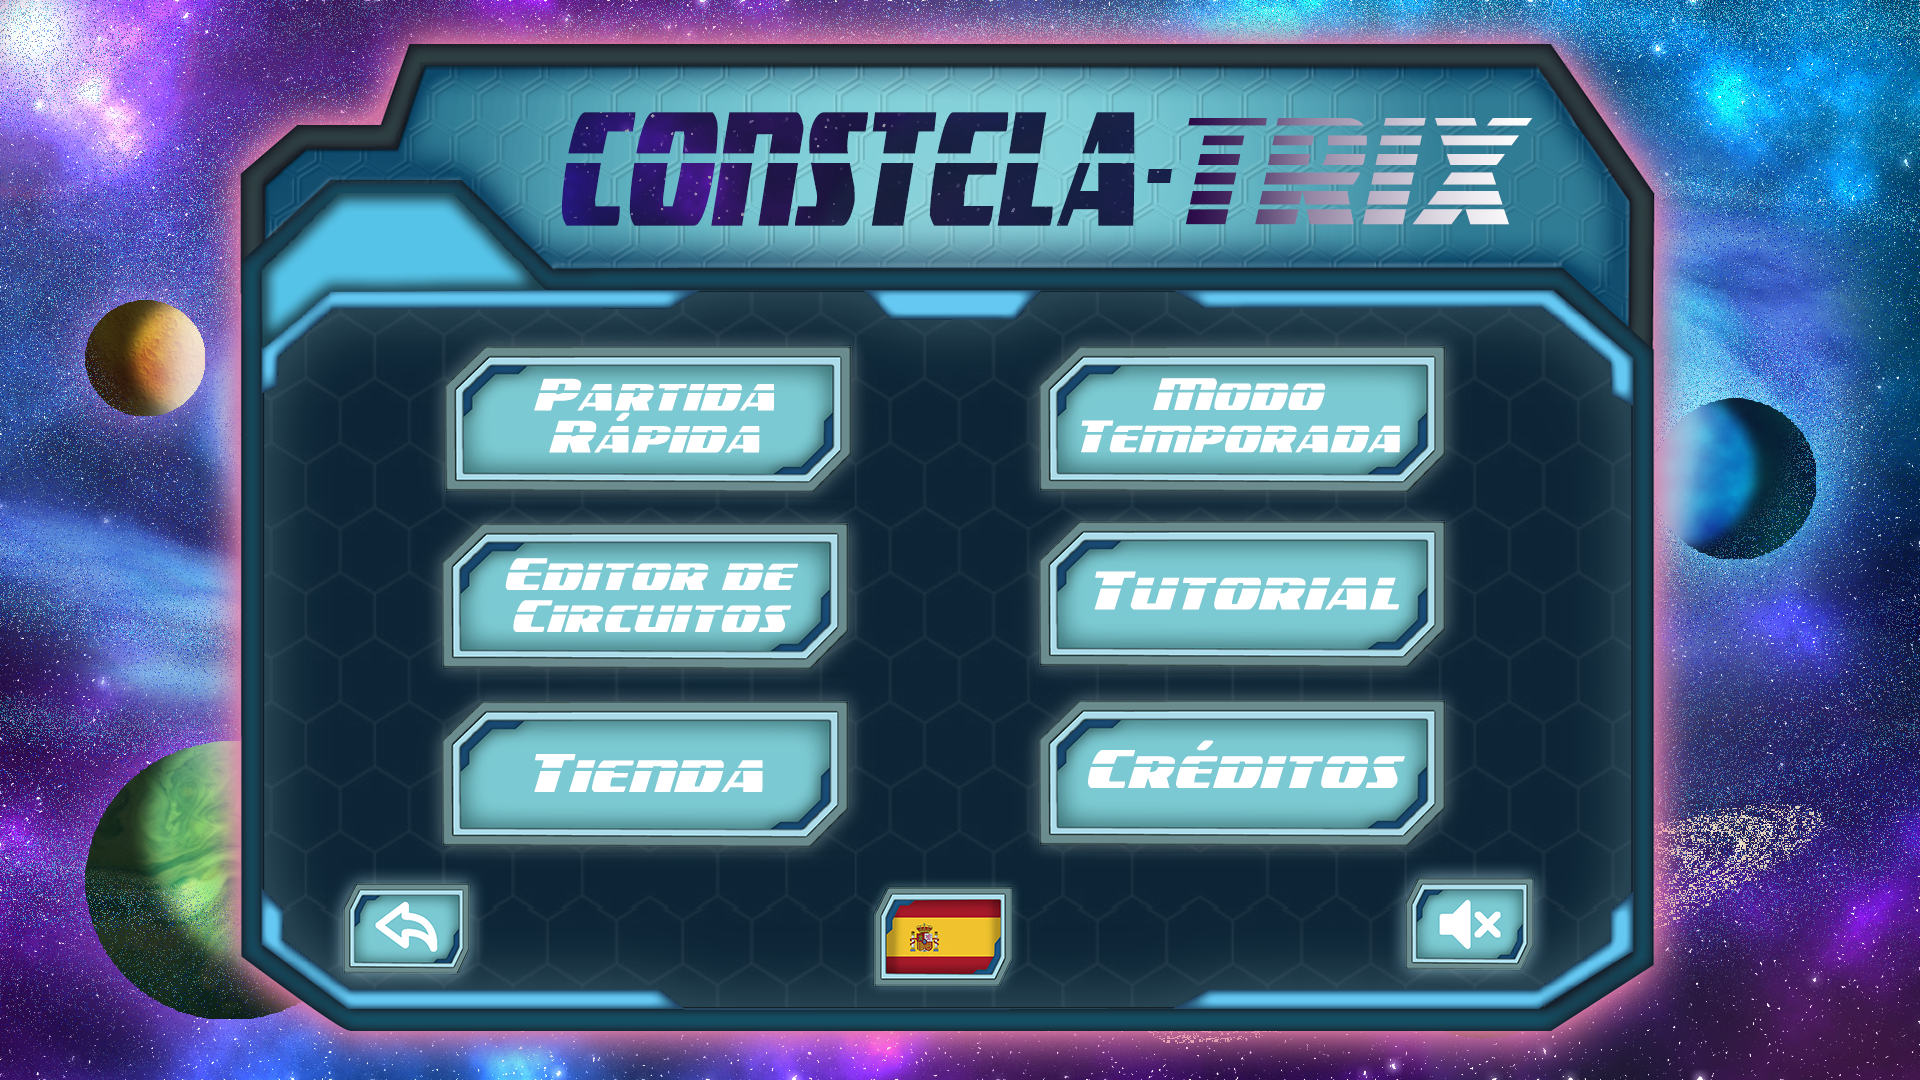 CONSTELA-TRIX
PARTIDA
RÁPIDA
MODO
TEMPORADA
EDITOR DE
CIRCUITOS
TUTORIAL
TIENDA
CRÉDITOS